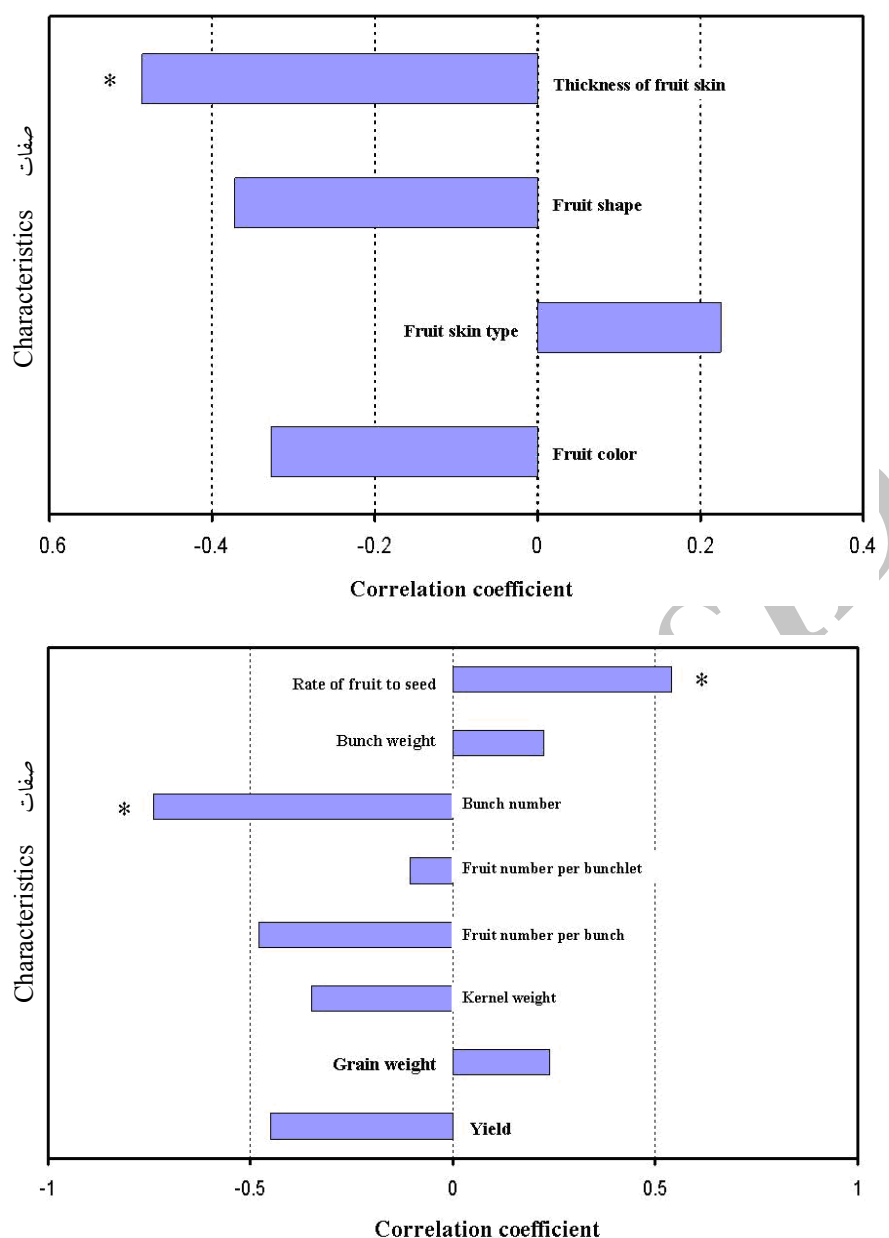 Characteristics صفات
*
Thickness of fruit skin
Fruit shape
Fruit skin type
Fruit color
0.6 -0.4 -0.2 0 0.2 0.4
Correlation coefficient
Characteristics صفات
Rate of fruit to seed *
Bunch weight
* Bunch number
Fruit number per bunchlet
Fruit number per bunch
Kernel weight
Grain weight
Yield
-1 -0.5 0 0.5 1
Correlation coefficient